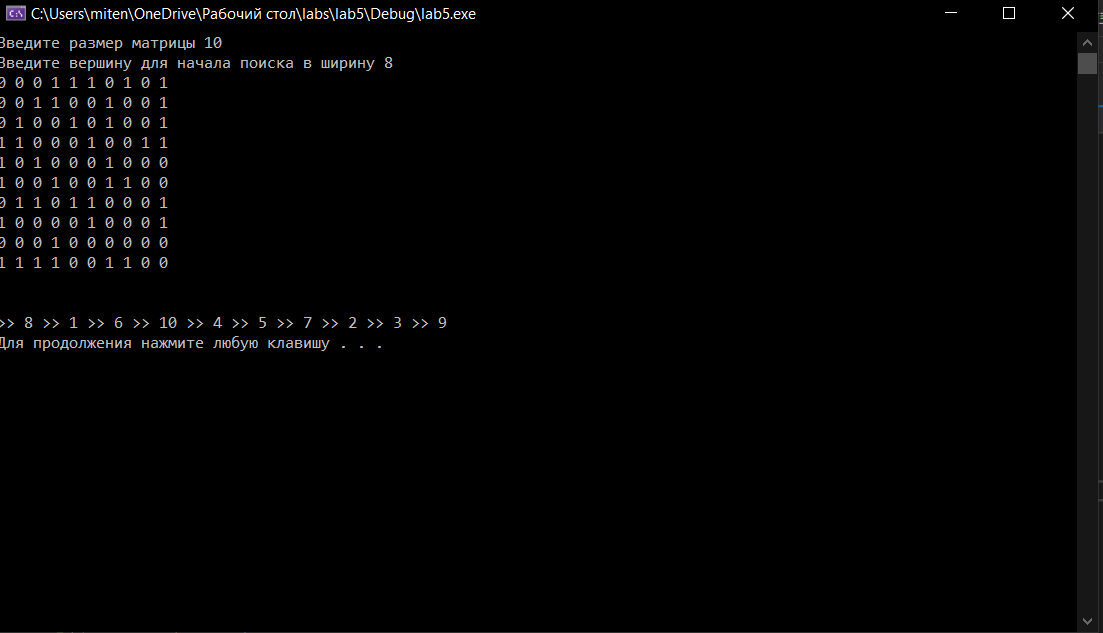 C:\Users\miten\OneDrive\Рабочий стол\labs\lab5\Debug\lab5.exe
Введите размер матрицы 10
Введите вершину для начала поиска в ширину 8
0 0 0 1 1 1 0 1 0 1
0 0 1 1 0 0 1 0 0 1
0 1 0 0 1 0 1 0 0 1
1 1 0 0 0 1 0 0 1 1
1 0 1 0 0 0 1 0 0 0
1 0 0 1 0 0 1 1 0 0
0 1 1 0 1 1 0 0 0 1
1 0 0 0 0 1 0 0 0 1
0 0 0 1 0 0 0 0 0 0
1 1 1 1 0 0 1 1 0 0
>> 8 >> 1 >> 6 >> 10 >> 4 >> 5 >> 7 >> 2 >> 3 >> 9
Для продолжения нажмите любую клавишу . . .